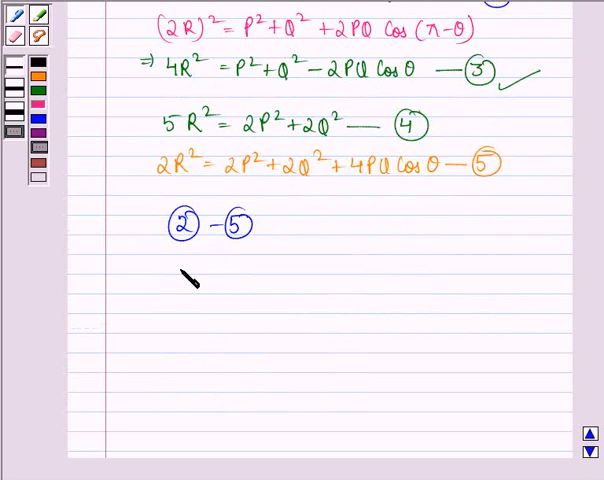 (2R)² = P² + Q² + 2PQ Cos (π-θ)
⇒ 4R² = P² + Q² - 2PQ Cos θ — ③
5R² = 2P² + 2Q² — ④
2R² = 2P² + 2Q² + 4PQ Cos θ — ⑤
② - ⑤